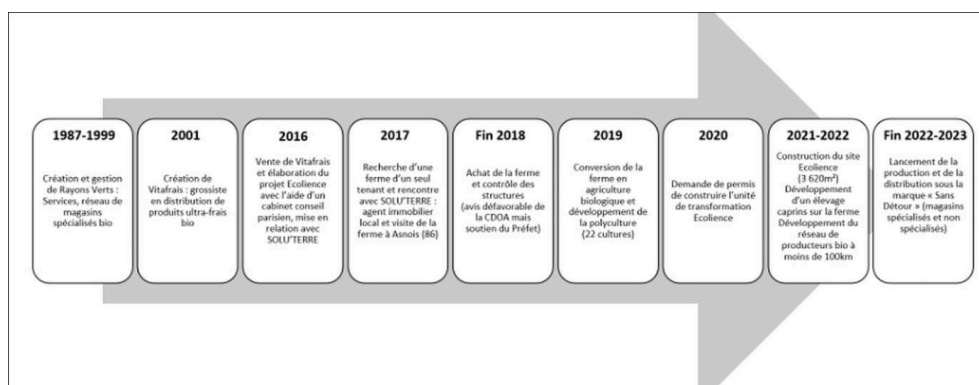 1987-1999
Création et gestion
de Rayons Verts :
Services, réseau de
magasins
spécialisés bio
2001
Création de
Vitafrais : grossiste
en distribution de
produits ultra-frais
bio
2016
Vente de Vitafrais et
élaboration du
projet Ecolience
avec l'aide d'un
cabinet conseil
parisien, mise en
relation avec
SOLU'TERRE
2017
Recherche d'une
ferme d'un seul
tenant et rencontre
avec SOLU'TERRE :
agent immobilier
local et visite de la
ferme à Asnois (86)
Fin 2018
Achat de la ferme
et contrôle des
structures
(avis défavorable de
la CDOA mais
soutien du Préfet)
2019
Conversion de la
ferme en
agriculture
biologique et
développement de
la polyculture
(22 cultures)
2020
Demande de permis
de construire l'unité
de transformation
Ecolience
2021-2022
Construction du site
Ecolience
(3 620m²)
Développement
d'un élevage
caprins sur la ferme
Développement du
réseau de
producteurs bio à
moins de 100km
Fin 2022-2023
Lancement de la
production et de la
distribution sous la
marque « Sans
Détour » (magasins
spécialisés et non
spécialisés)